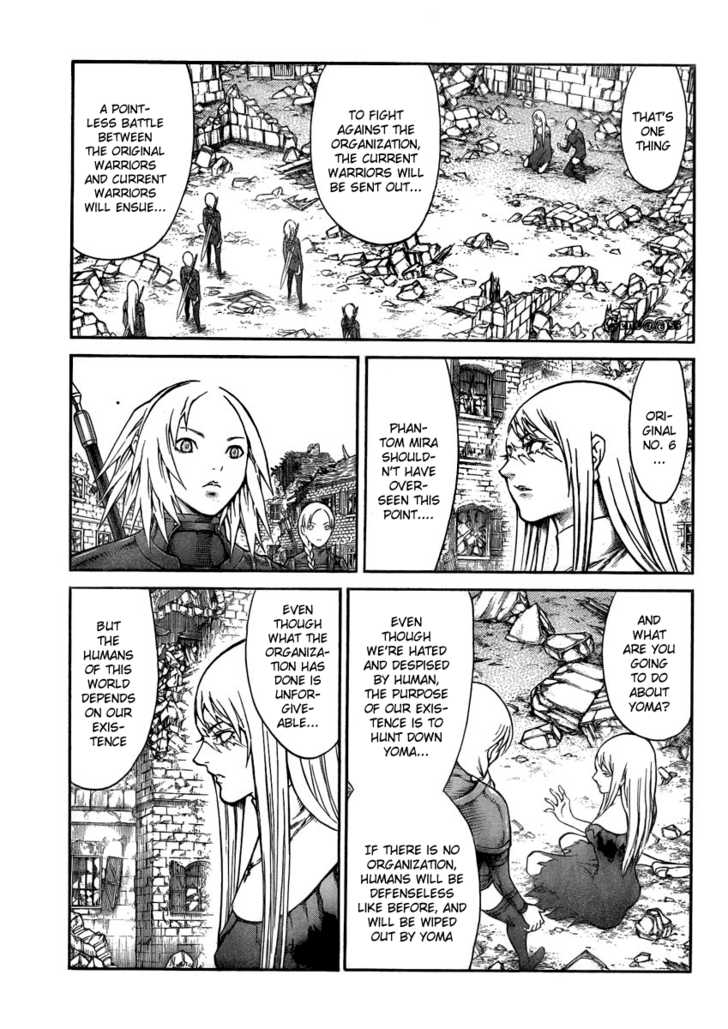 THAT'S
ONE
THING
TO FIGHT
AGAINST THE
ORGANIZATION,
THE CURRENT
WARRIORS WILL
BE SENT OUT...
A POINT-
LESS BATTLE
BETWEEN
THE ORIGINAL
WARRIORS
AND CURRENT
WARRIORS
WILL ENSUE...
ORI-
GINAL
NO. 6
...
PHAN-
TOM MIRA
SHOULD-
N'T HAVE
OVER-
SEEN THIS
POINT....
AND
WHAT
ARE YOU
GOING
TO DO
ABOUT
YOMA?
EVEN
THOUGH
WE'RE HATED
AND DESPISED
BY HUMAN,
THE PURPOSE
OF OUR EXIS-
TENCE IS TO
HUNT DOWN
YOMA...
IF THERE IS NO
ORGANIZATION,
HUMANS WILL BE
DEFENSELESS
LIKE BEFORE, AND
WILL BE WIPED
OUT BY YOMA
EVEN
THOUGH
WHAT THE
ORGANIZA-
TION HAS
DONE IS
UNFOR-
GIVE-
ABLE...
BUT
THE
HUMANS
OF THIS
WORLD
DEPENDS
ON OUR
EXIS-
TENCE